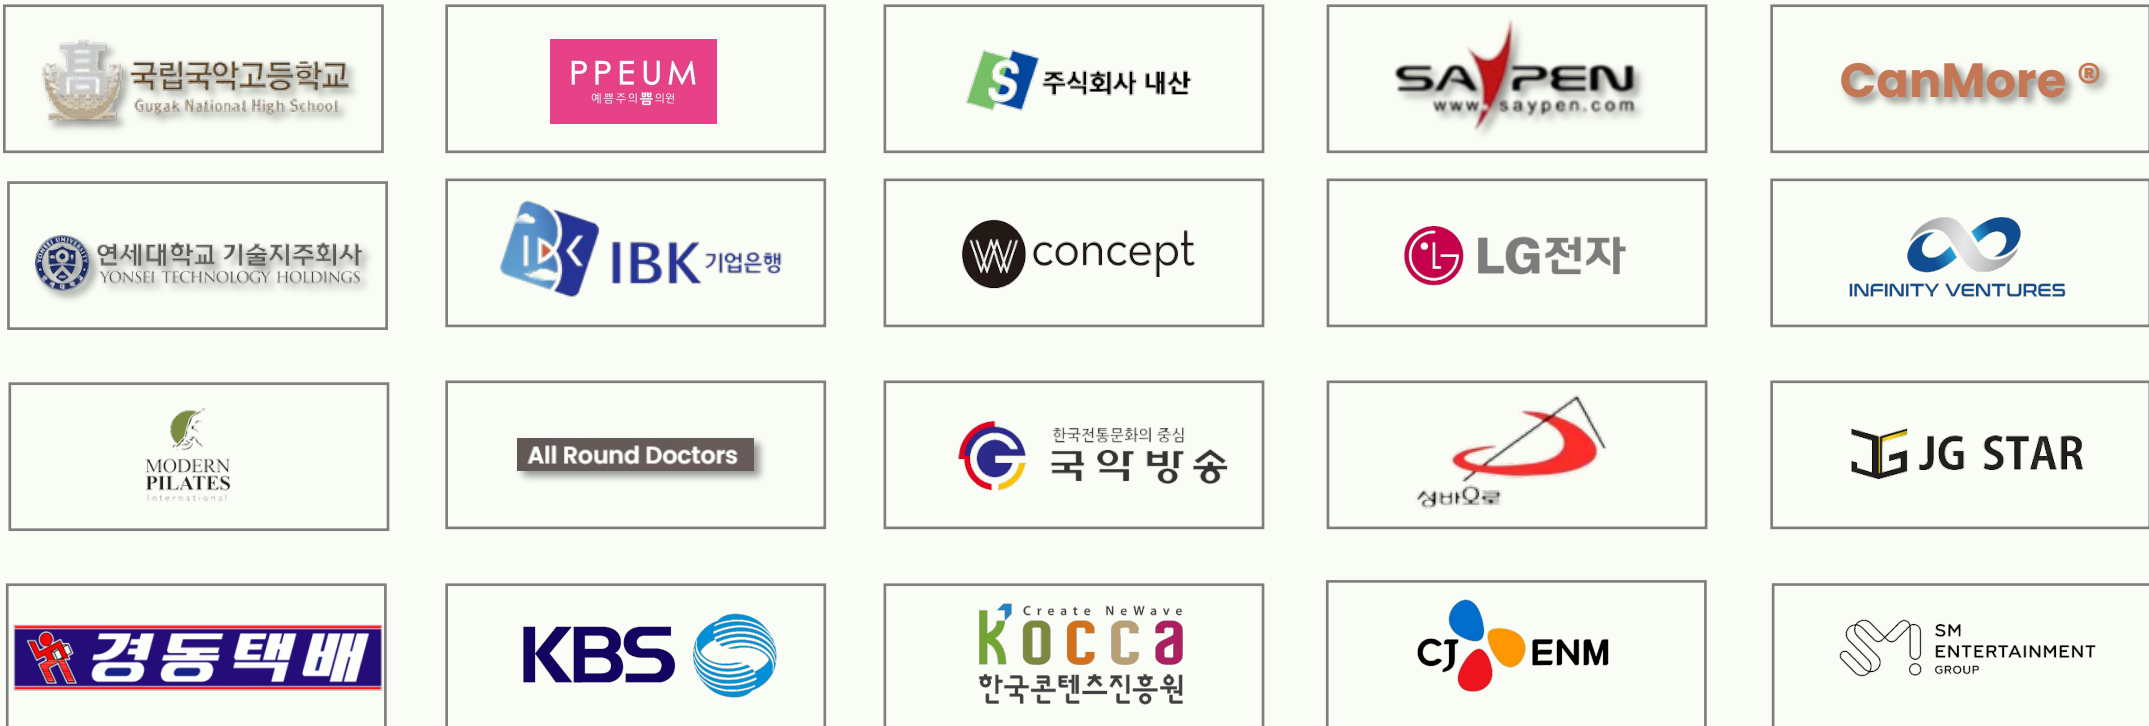 국립국악고등학교
Gugak National High School
PPEUM
예쁨주의쁨의원
S 주식회사 내산
SAYPEN
www.saypen.com
CanMore ®
연세대학교 기술지주회사
YONSEI TECHNOLOGY HOLDINGS
IBK IBK 기업은행
W concept
LG LG전자
INFINITY VENTURES
MODERN
PILATES
International
All Round Doctors
한국전통문화의 중심
국악방송
성바오로
JG JG STAR
경동택배
KBS
Create NeWave
KOCCA
한국콘텐츠진흥원
CJ ENM
SM
ENTERTAINMENT
GROUP